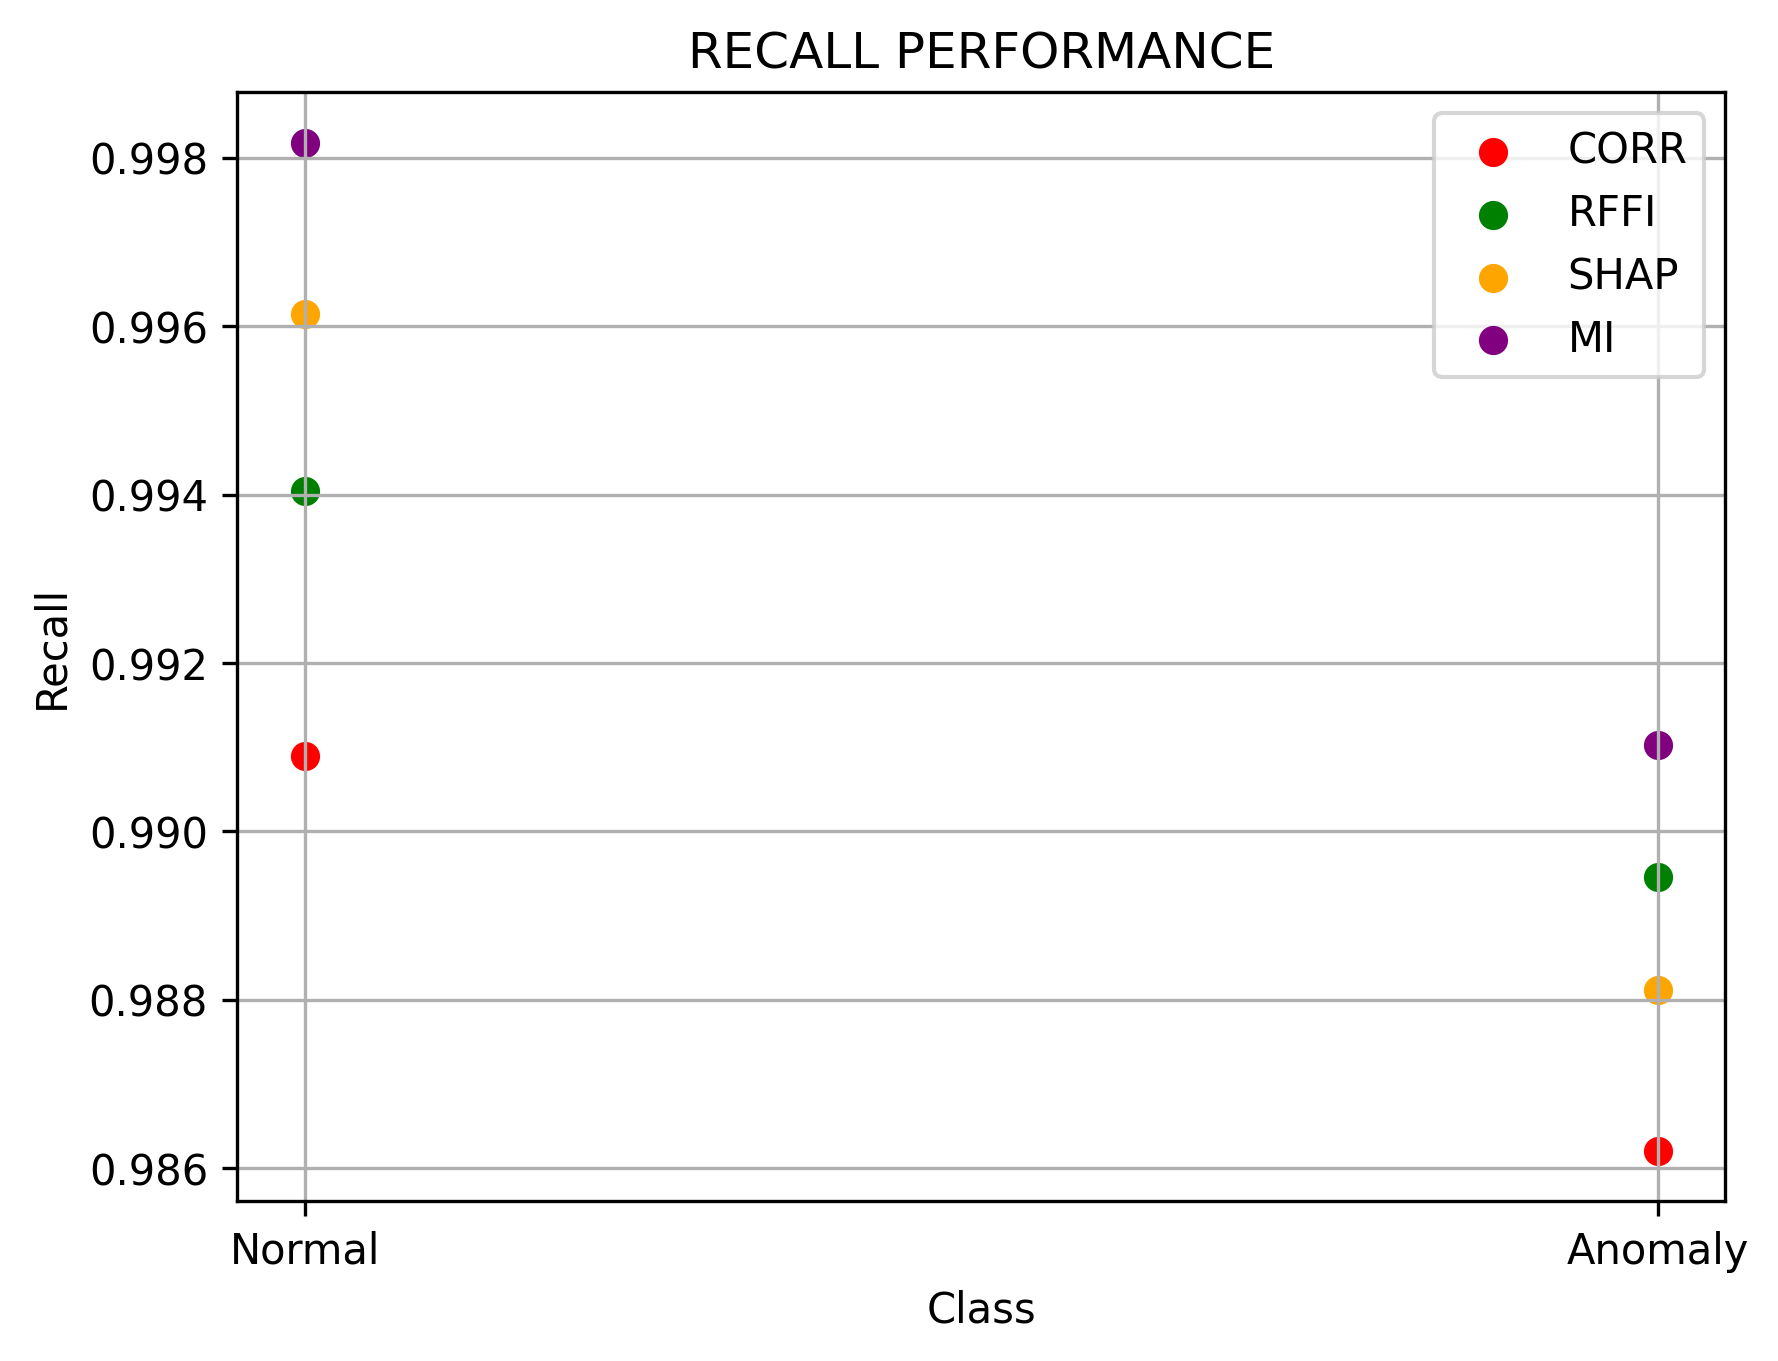 RECALL PERFORMANCE
CORR
RFFI
SHAP
MI
Recall
0.998
0.996
0.994
0.992
0.990
0.988
0.986
Normal
Anomaly
Class